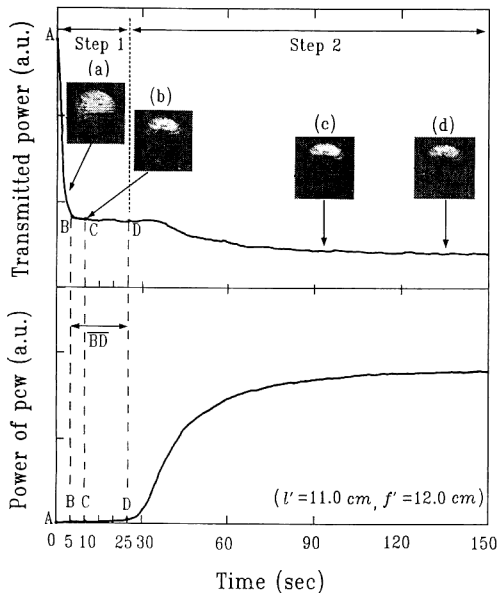 Transmitted power (a.u.)
A
Step 1
Step 2
(a)
(b)
(c)
(d)
B
C
D
Power of pcw (a.u.)
BD
A
B
C
D
(l'=11.0 cm, f'=12.0 cm)
0 5 10 25 30 60 90 120 150
Time (sec)